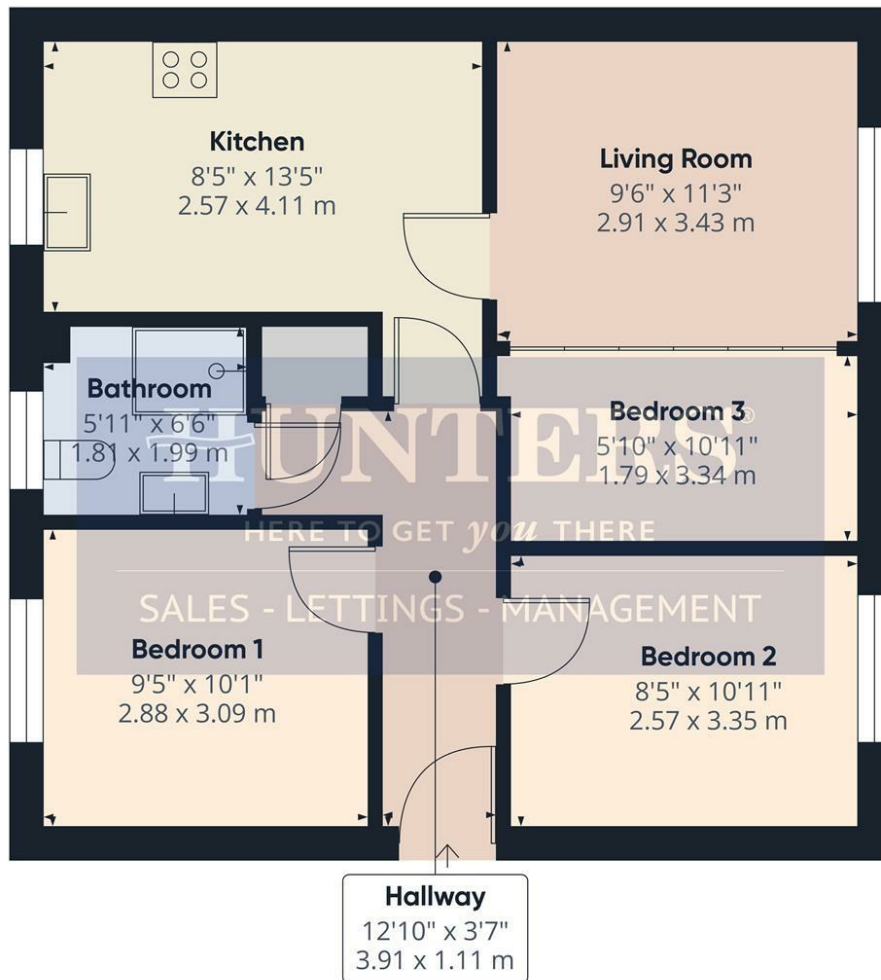 Kitchen
8'5" x 13'5"
2.57 x 4.11 m
Living Room
9'6" x 11'3"
2.91 x 3.43 m
Bathroom
5'11" x 6'6"
1.81 x 1.99 m
Bedroom 3
5'10" x 10'11"
1.79 x 3.34 m
HUNTERS®
HERE TO GET you THERE
SALES - LETTINGS - MANAGEMENT
Bedroom 1
9'5" x 10'1"
2.88 x 3.09 m
Bedroom 2
8'5" x 10'11"
2.57 x 3.35 m
Hallway
12'10" x 3'7"
3.91 x 1.11 m